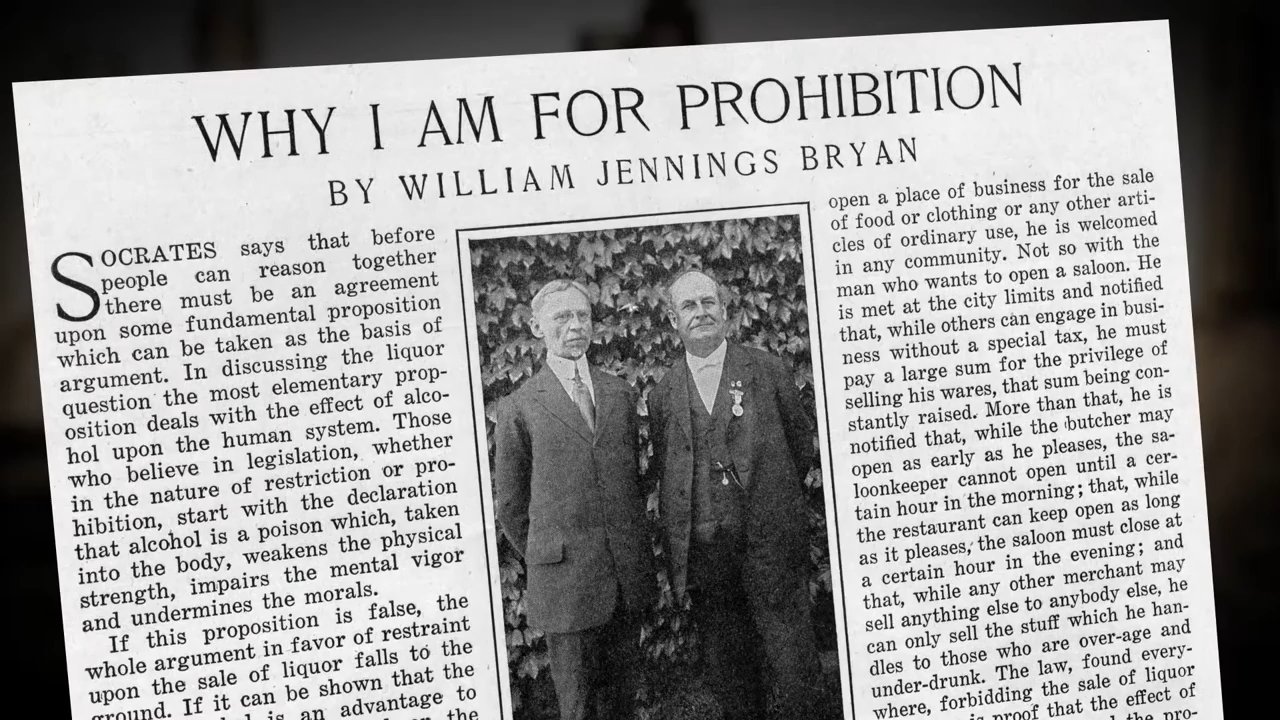 WHY I AM FOR PROHIBITION
BY WILLIAM JENNINGS BRYAN
SOCRATES says that before
people can reason together
there must be an agreement
upon some fundamental proposition
which can be taken as the basis of
argument. In discussing the liquor
question the most elementary prop-
osition deals with the effect of alco-
hol upon the human system. Those
who believe in legislation, whether
in the nature of restriction or pro-
hibition, start with the declaration
that alcohol is a poison which, taken
into the body, weakens the physical
strength, impairs the mental vigor
and undermines the morals.
If this proposition is false, the
whole argument in favor of restraint
upon the sale of liquor falls to the
ground. If it can be shown that the
is an advantage to
the
open a place of business for the sale
of food or clothing or any other arti-
cles of ordinary use, he is welcomed
in any community. Not so with the
man who wants to open a saloon. He
is met at the city limits and notified
that, while others can engage in busi-
ness without a special tax, he must
pay a large sum for the privilege of
selling his wares, that sum being con-
stantly raised. More than that, he is
notified that, while the butcher may
open as early as he pleases, the sa-
loonkeeper cannot open until a cer-
tain hour in the morning; that, while
the restaurant can keep open as long
as it pleases, the saloon must close at
a certain hour in the evening; and
that, while any other merchant may
sell anything else to anybody else, he
can only sell the stuff which he han-
dles to those who are over-age and
under-drunk. The law, found every-
where, forbidding the sale of liquor
is proof that the effect of
the pro-